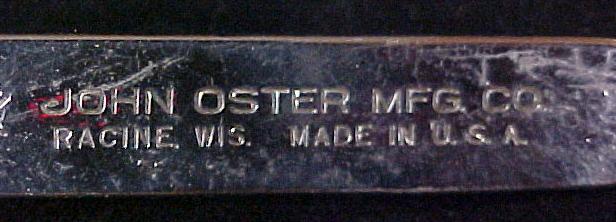 JOHN OSTER MFG. CO.
RACINE, WIS. MADE IN U.S.A.